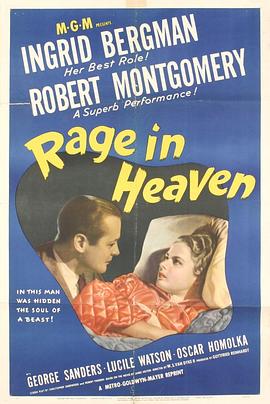 M-G-M PRESENTS
INGRID BERGMAN
Her Best Role!
ROBERT MONTGOMERY
A Superb Performance!
Rage in
Heaven
IN THIS MAN
WAS HIDDEN
THE SOUL OF
A BEAST!
GEORGE SANDERS · LUCILE WATSON · OSCAR HOMOLKA
A METRO-GOLDWYN-MAYER REPRINT